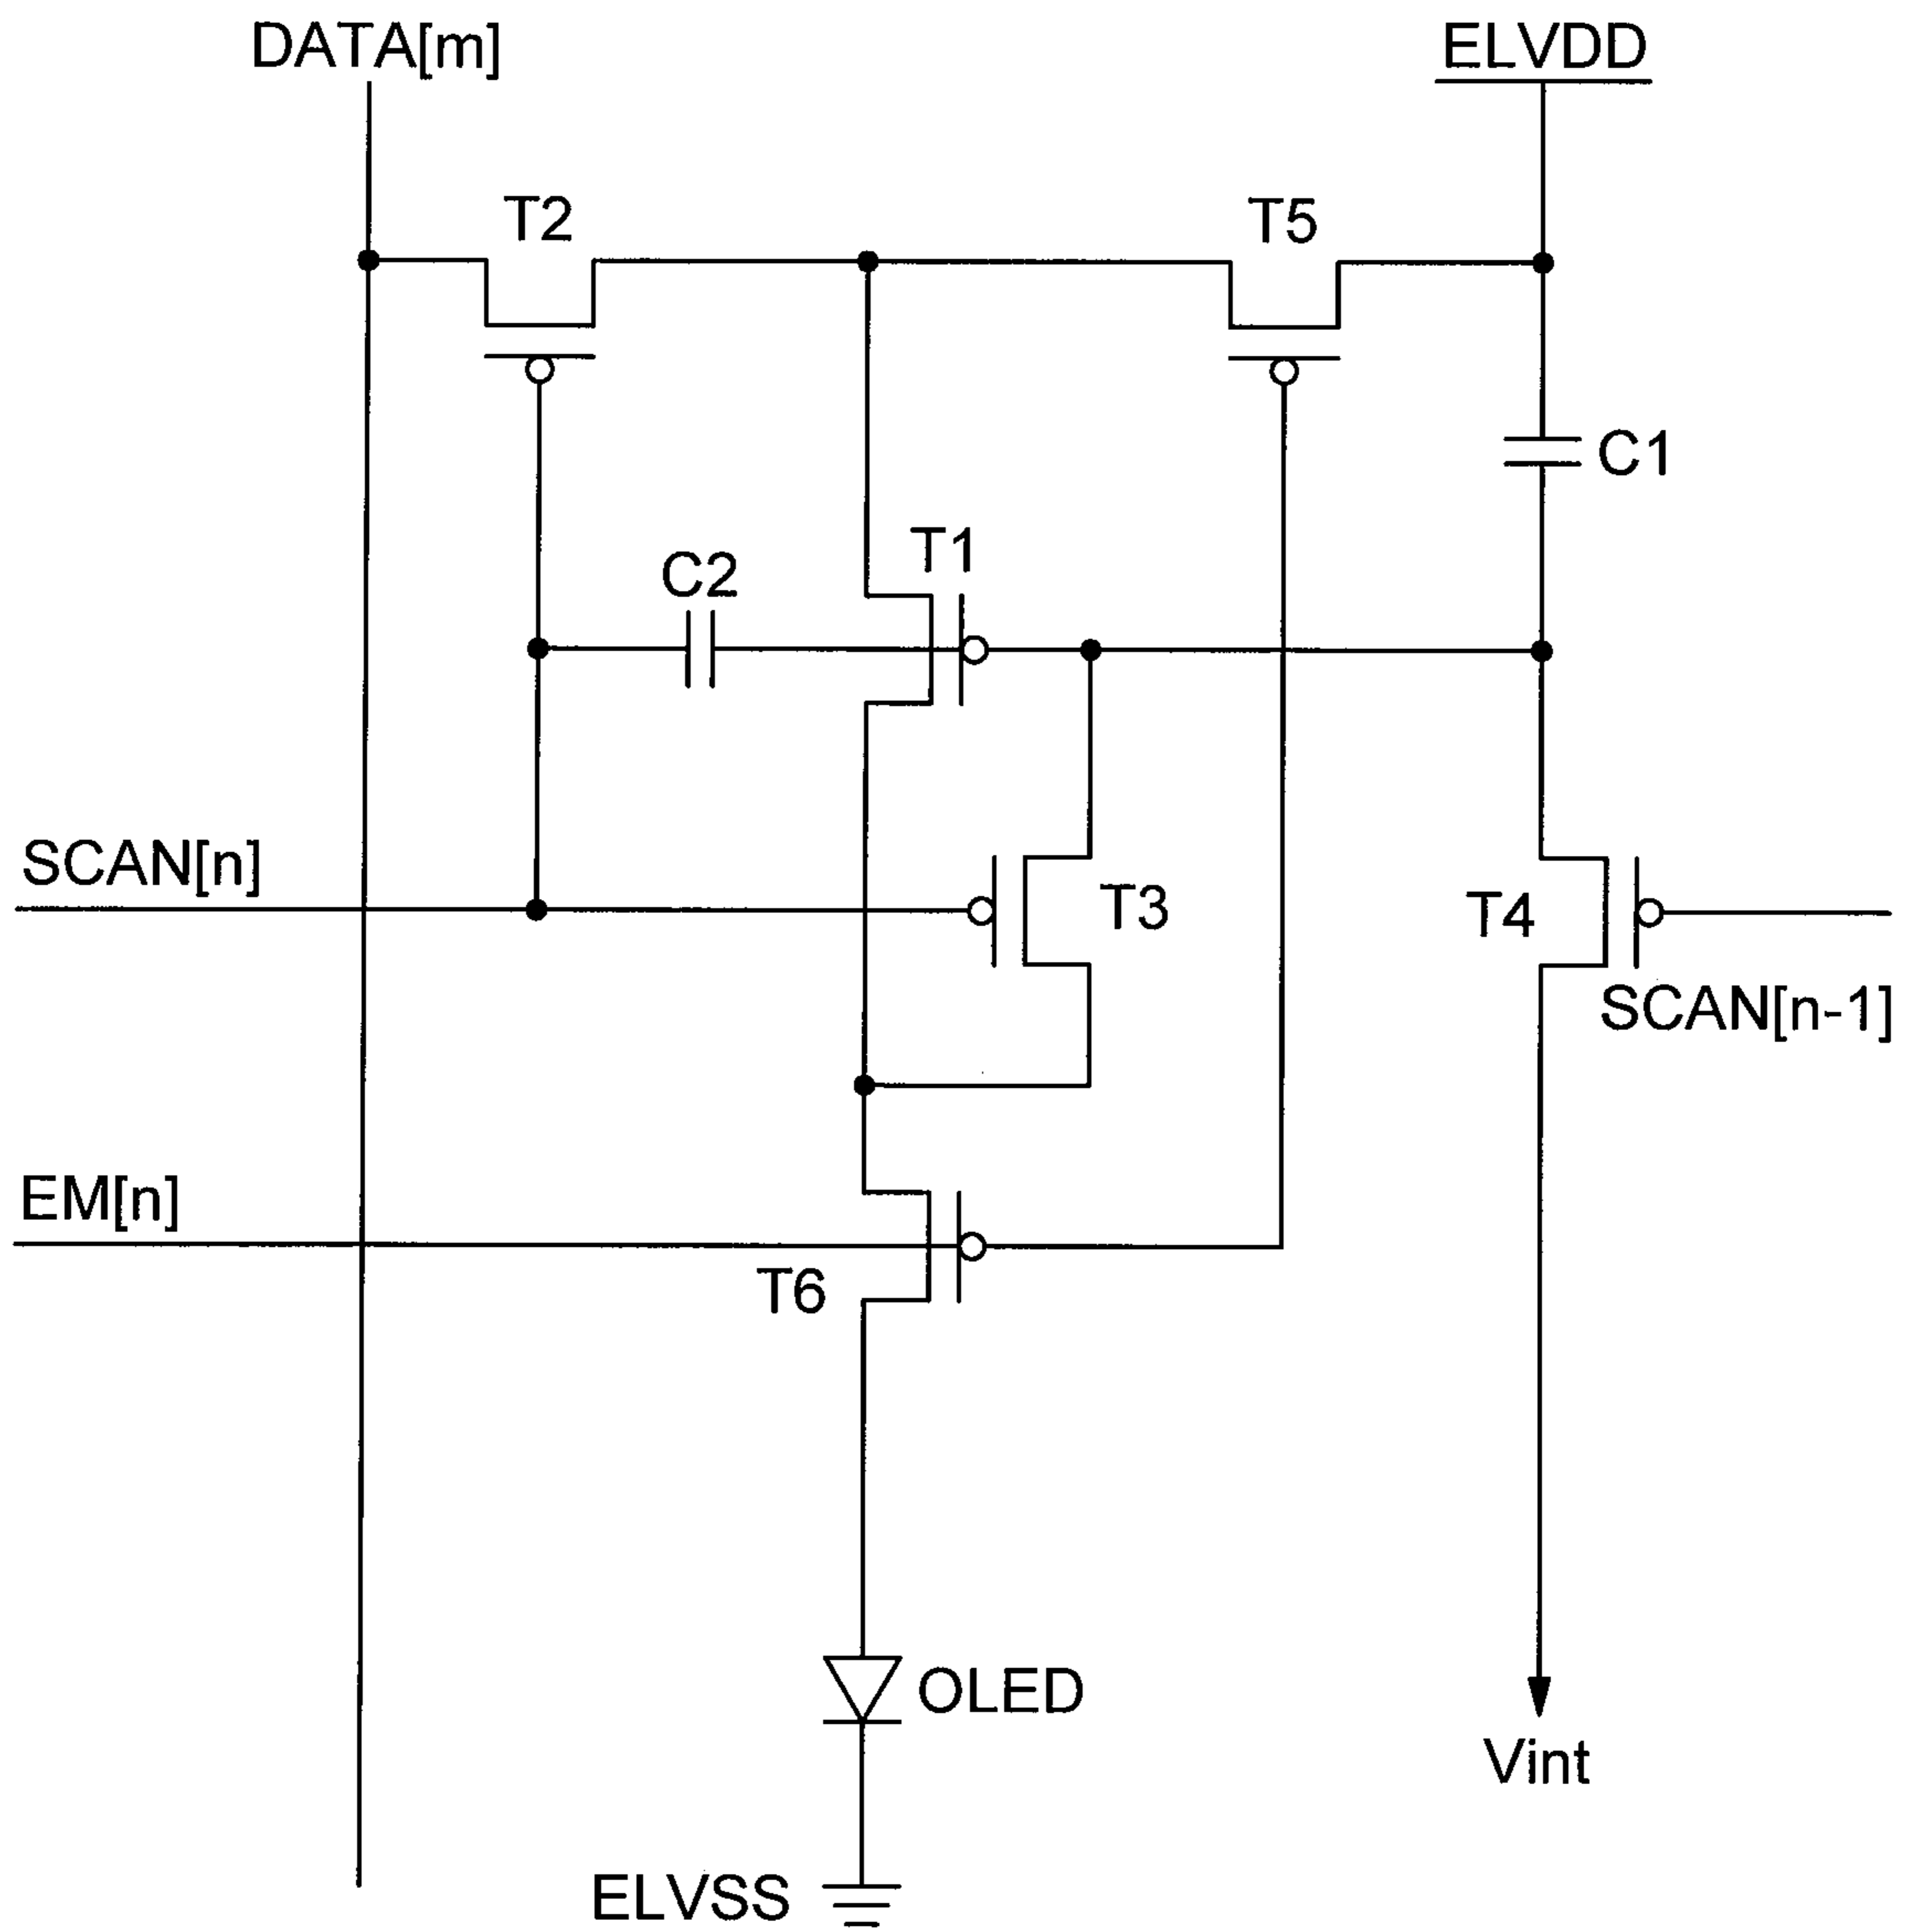 DATA[m]
ELVDD
T2
T5
C1
T1
C2
SCAN[n]
T3
T4
SCAN[n-1]
EM[n]
T6
OLED
Vint
ELVSS